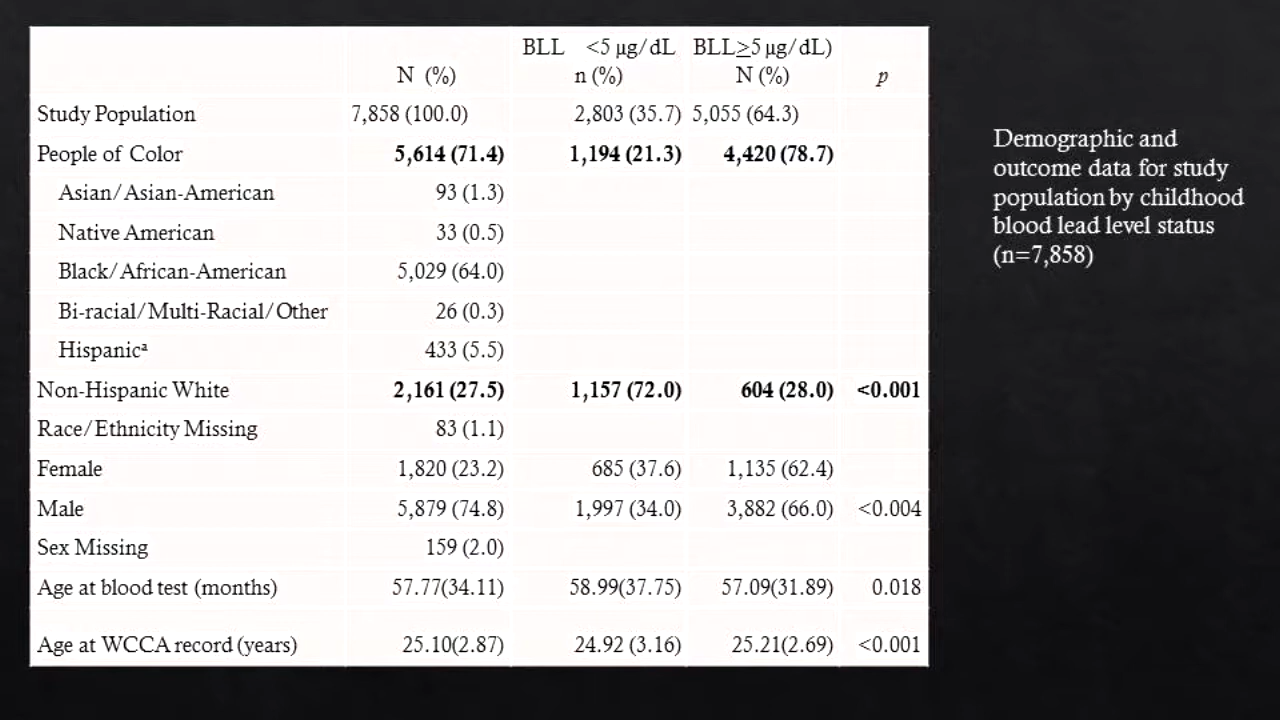 BLL <5 µg/dL BLL≥5 µg/dL)
N (%) n (%) N (%) p
Study Population 7,858 (100.0) 2,803 (35.7) 5,055 (64.3)
People of Color 5,614 (71.4) 1,194 (21.3) 4,420 (78.7)
Asian/Asian-American 93 (1.3)
Native American 33 (0.5)
Black/African-American 5,029 (64.0)
Bi-racial/Multi-Racial/Other 26 (0.3)
Hispanicª 433 (5.5)
Non-Hispanic White 2,161 (27.5) 1,157 (72.0) 604 (28.0) <0.001
Race/Ethnicity Missing 83 (1.1)
Female 1,820 (23.2) 685 (37.6) 1,135 (62.4)
Male 5,879 (74.8) 1,997 (34.0) 3,882 (66.0) <0.004
Sex Missing 159 (2.0)
Age at blood test (months) 57.77(34.11) 58.99(37.75) 57.09(31.89) 0.018
Age at WCCA record (years) 25.10(2.87) 24.92 (3.16) 25.21(2.69) <0.001
Demographic and
outcome data for study
population by childhood
blood lead level status
(n=7,858)